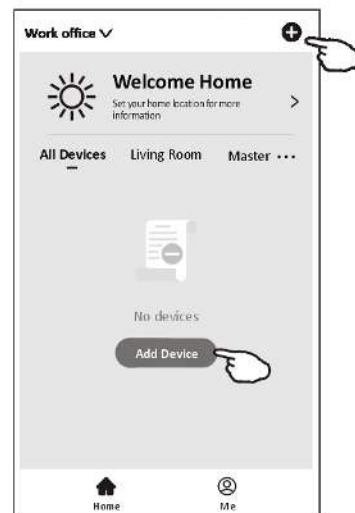 Work office
Welcome Home
Set your home location for more
information
All Devices Living Room Master ...
No devices
Add Device
Home Me